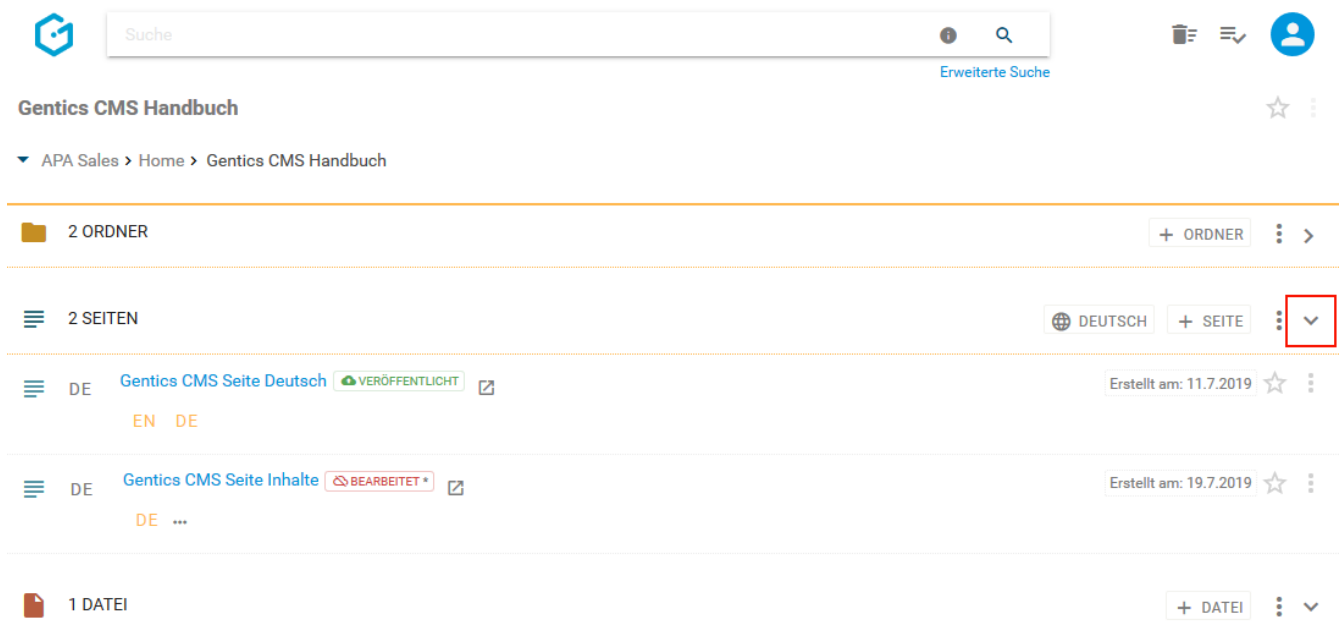 Suche
Erweiterte Suche
Gentics CMS Handbuch
APA Sales > Home > Gentics CMS Handbuch
2 ORDNER + ORDNER
2 SEITEN DEUTSCH + SEITE
DE Gentics CMS Seite Deutsch VERÖFFENTLICHT Erstellt am: 11.7.2019
EN DE
DE Gentics CMS Seite Inhalte BEARBEITET * Erstellt am: 19.7.2019
DE ...
1 DATEI + DATEI